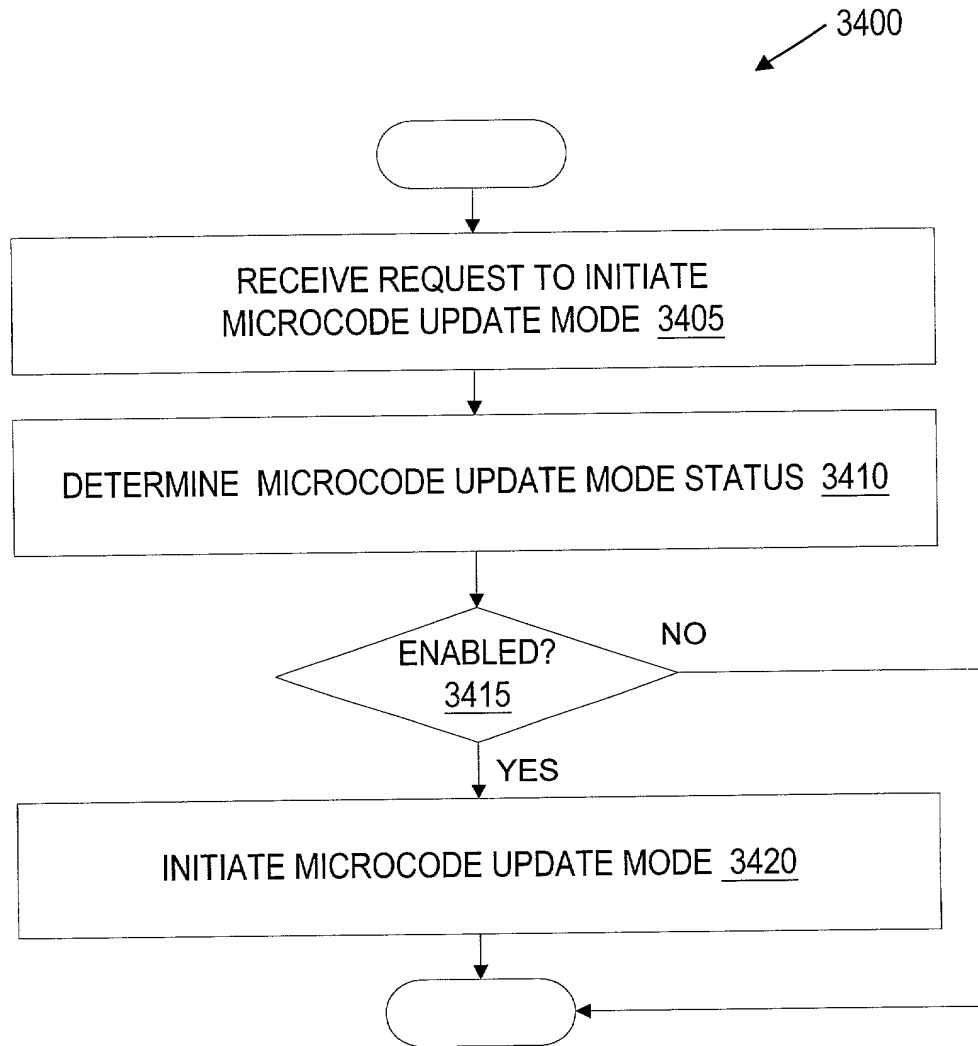 3400
RECEIVE REQUEST TO INITIATE
MICROCODE UPDATE MODE 3405
DETERMINE MICROCODE UPDATE MODE STATUS 3410
ENABLED?
3415
NO
YES
INITIATE MICROCODE UPDATE MODE 3420